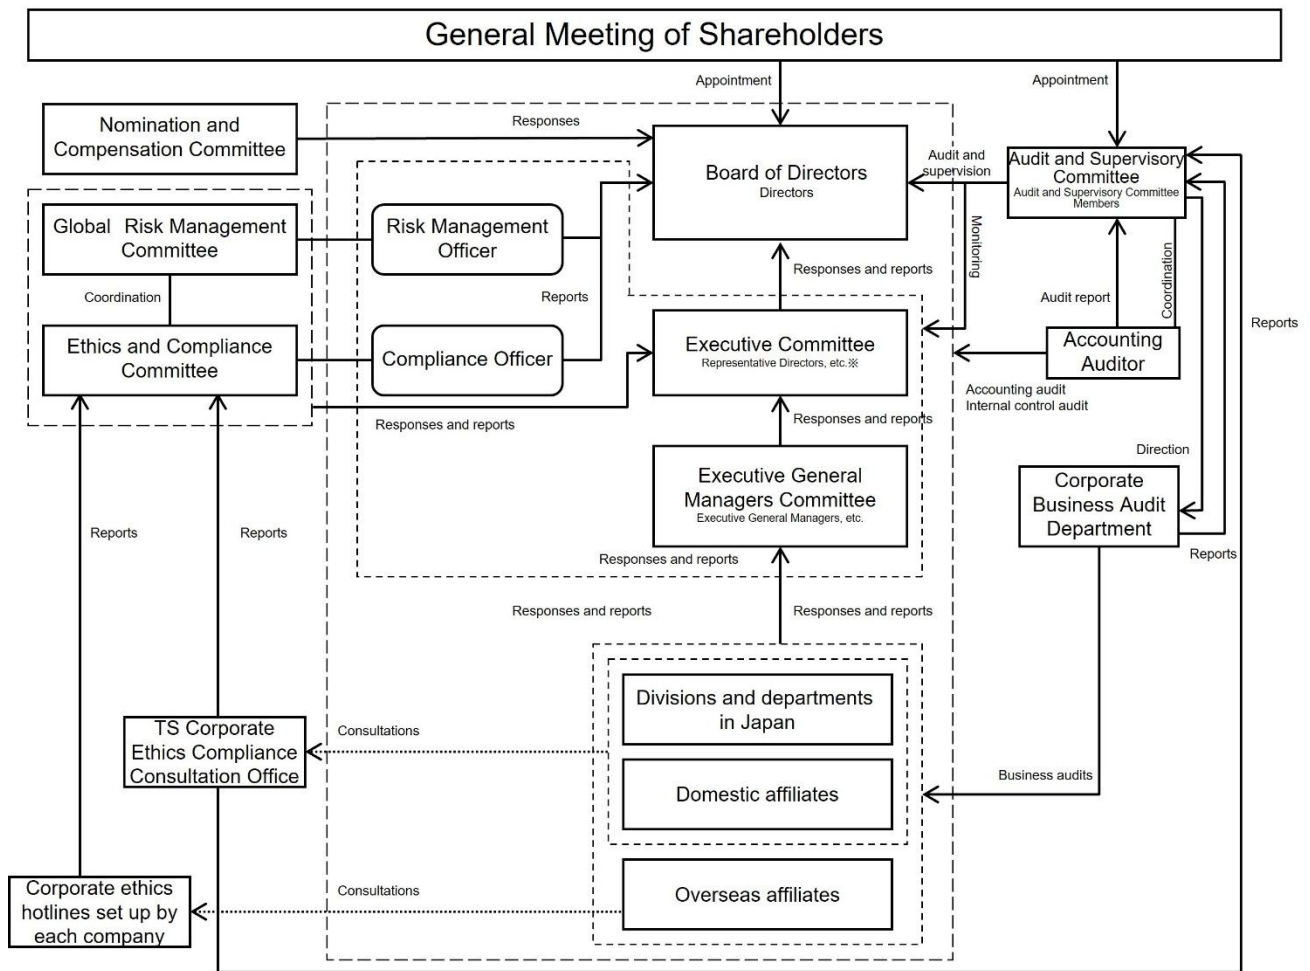 General Meeting of Shareholders
Appointment
Appointment
Nomination and
Compensation Committee
Responses
Board of Directors
Directors
Audit and
supervision
Audit and Supervisory
Committee
Audit and Supervisory Committee
Members
Global Risk Management
Committee
Risk Management
Officer
Monitoring
Coordination
Responses and reports
Coordination
Reports
Audit report
Reports
Ethics and Compliance
Committee
Compliance Officer
Executive Committee
Representative Directors, etc.※
Accounting
Auditor
Accounting audit
Internal control audit
Responses and reports
Responses and reports
Direction
Executive General
Managers Committee
Executive General Managers, etc.
Corporate
Business Audit
Department
Reports
Reports
Reports
Responses and reports
Responses and reports
Responses and reports
Divisions and departments
in Japan
TS Corporate
Ethics Compliance
Consultation Office
Consultations
Business audits
Domestic affiliates
Corporate ethics
hotlines set up by
each company
Consultations
Overseas affiliates